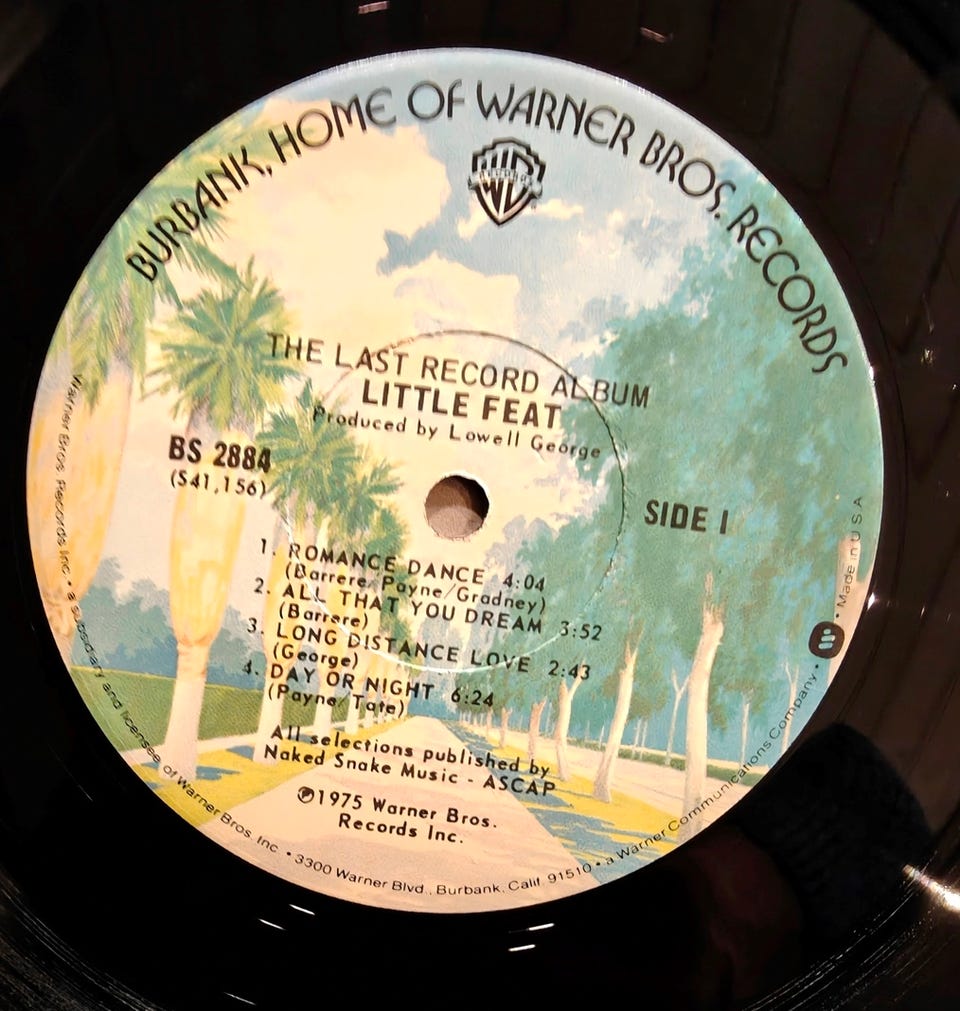 BURBANK, HOME OF WARNER BROS. RECORDS
W RECORDS
THE LAST RECORD ALBUM
LITTLE FEAT
Produced by Lowell George
BS 2884
(S41,156)
SIDE 1
1. ROMANCE DANCE 4:04
(Barrere/Payne/Gradney)
2. ALL THAT YOU DREAM 3:52
(Barrere)
3. LONG DISTANCE LOVE 2:43
(George)
4. DAY OR NIGHT 6:24
(Payne/Tate)
All selections published by
Naked Snake Music - ASCAP
℗1975 Warner Bros.
Records Inc.
Warner Bros. Records Inc. • a subsidiary and licensee of Warner Bros. Inc. • 3300 Warner Blvd., Burbank, Calif. 91510 • a Warner Communications Company • Made in U S A